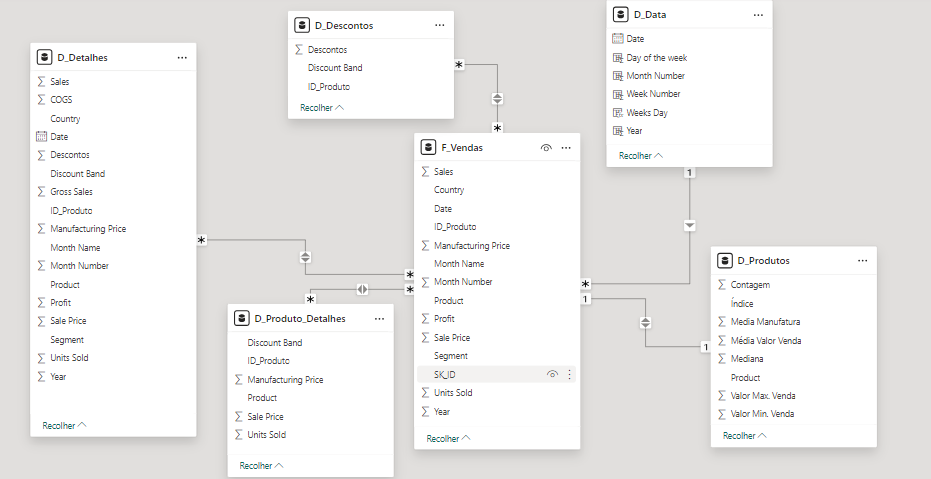 D_Detalhes
Sales
COGS
Country
Date
Descontos
Discount Band
Gross Sales
ID_Produto
Manufacturing Price
Month Name
Month Number
Product
Profit
Sale Price
Segment
Units Sold
Year
Recolher
D_Descontos
Descontos
Discount Band
ID_Produto
Recolher
D_Data
Date
Day of the week
Month Number
Week Number
Weeks Day
Year
Recolher
F_Vendas
Sales
Country
Date
ID_Produto
Manufacturing Price
Month Name
Month Number
Product
Profit
Sale Price
Segment
SK_ID
Units Sold
Year
Recolher
D_Produto_Detalhes
Discount Band
ID_Produto
Manufacturing Price
Product
Sale Price
Units Sold
Recolher
D_Produtos
Contagem
Índice
Media Manufatura
Média Valor Venda
Mediana
Product
Valor Max. Venda
Valor Min. Venda
Recolher
*
*
*
*
*
*
1
*
1
1